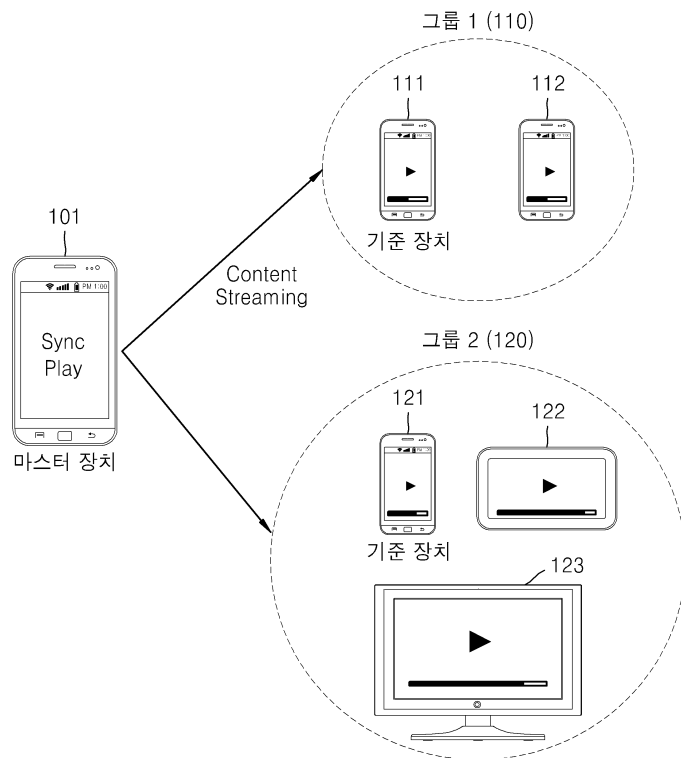 그룹 1 (110)
111
112
기준 장치
101
PM 1:00
Sync
Play
마스터 장치
Content
Streaming
그룹 2 (120)
121
122
기준 장치
123